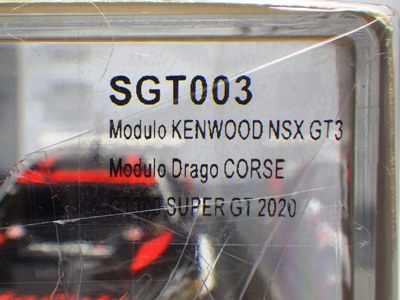 SGT003
Modulo KENWOOD NSX GT3
Modulo Drago CORSE
SUPER GT 2020